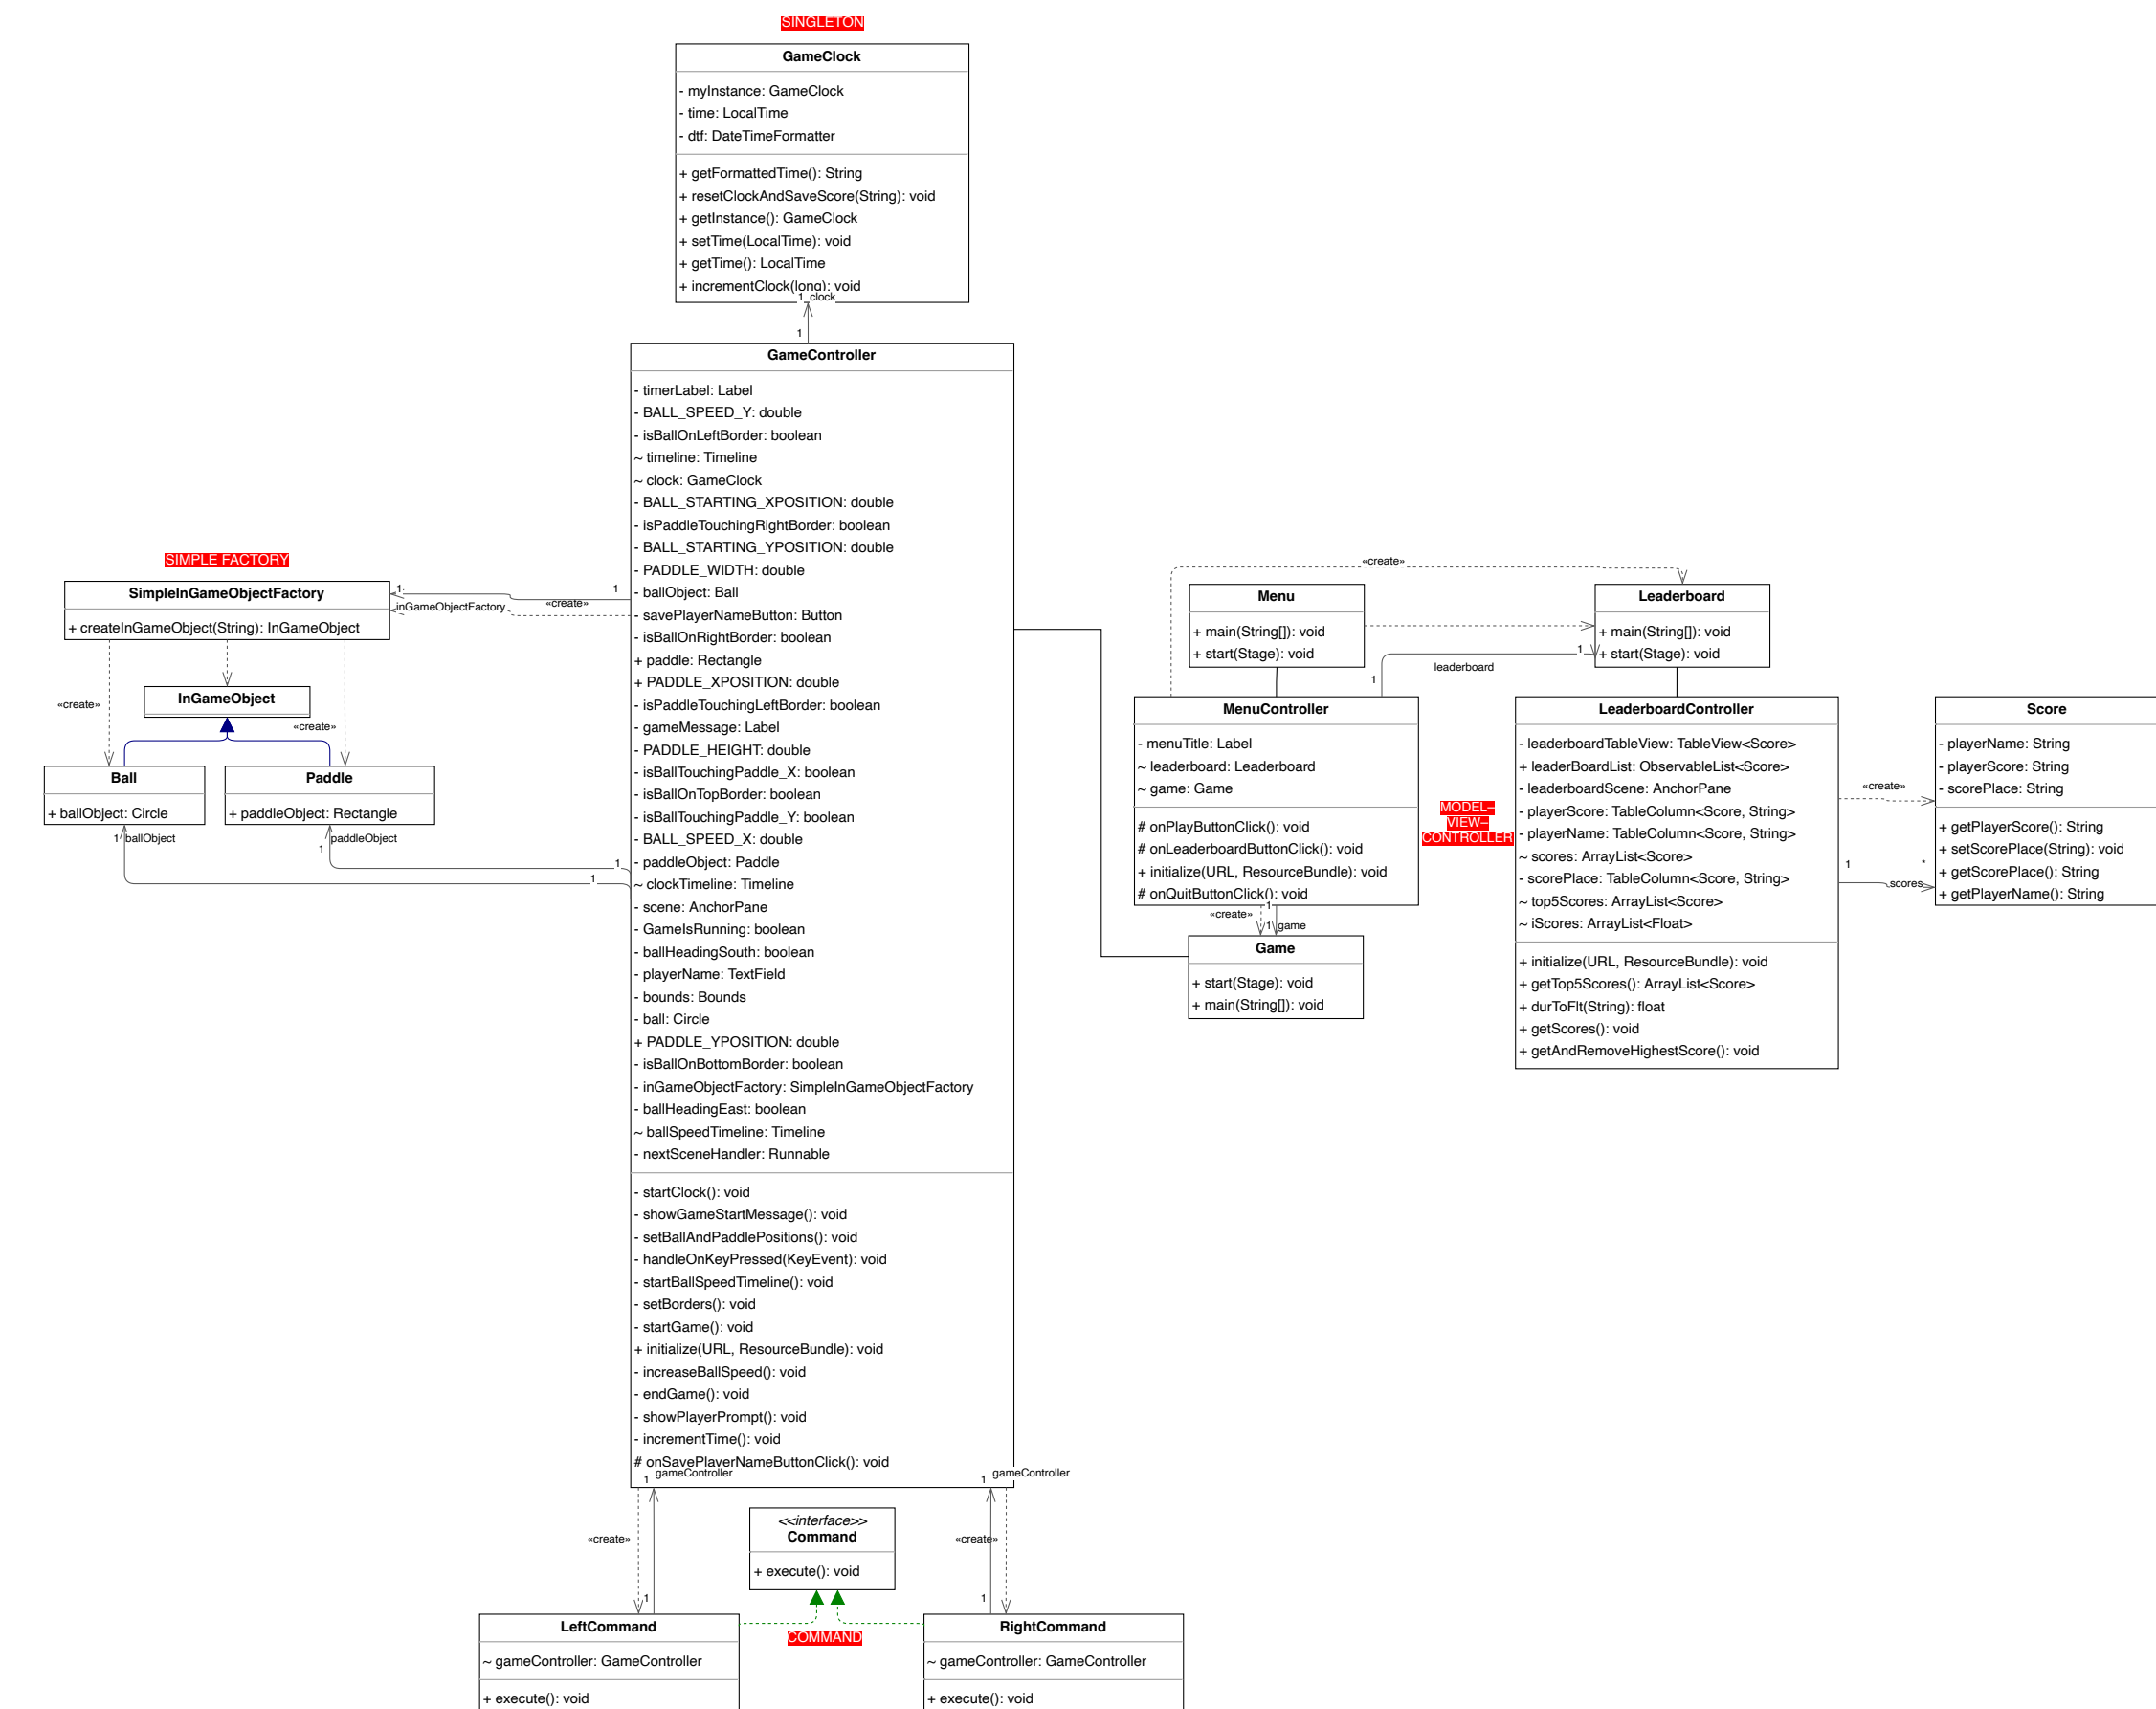 SINGLETON
GameClock
- myInstance: GameClock
- time: LocalTime
- dtf: DateTimeFormatter
+ getFormattedTime(): String
+ resetClockAndSaveScore(String): void
+ getInstance(): GameClock
+ setTime(LocalTime): void
+ getTime(): LocalTime
+ incrementClock(long): void
1 clock
1
GameController
- timerLabel: Label
- BALL_SPEED_Y: double
- isBallOnLeftBorder: boolean
~ timeline: Timeline
~ clock: GameClock
- BALL_STARTING_XPOSITION: double
- isPaddleTouchingRightBorder: boolean
- BALL_STARTING_YPOSITION: double
- PADDLE_WIDTH: double
- ballObject: Ball
- savePlayerNameButton: Button
- isBallOnRightBorder: boolean
+ paddle: Rectangle
+ PADDLE_XPOSITION: double
- isPaddleTouchingLeftBorder: boolean
- gameMessage: Label
- PADDLE_HEIGHT: double
- isBallTouchingPaddle_X: boolean
- isBallOnTopBorder: boolean
- isBallTouchingPaddle_Y: boolean
- BALL_SPEED_X: double
- paddleObject: Paddle
~ clockTimeline: Timeline
- scene: AnchorPane
- GameIsRunning: boolean
- ballHeadingSouth: boolean
- playerName: TextField
- bounds: Bounds
- ball: Circle
+ PADDLE_YPOSITION: double
- isBallOnBottomBorder: boolean
- inGameObjectFactory: SimpleInGameObjectFactory
- ballHeadingEast: boolean
~ ballSpeedTimeline: Timeline
- nextSceneHandler: Runnable
- startClock(): void
- showGameStartMessage(): void
- setBallAndPaddlePositions(): void
- handleOnKeyPressed(KeyEvent): void
- startBallSpeedTimeline(): void
- setBorders(): void
- startGame(): void
+ initialize(URL, ResourceBundle): void
- increaseBallSpeed(): void
- endGame(): void
- showPlayerPrompt(): void
- incrementTime(): void
# onSavePlayerNameButtonClick(): void
SIMPLE FACTORY
SimpleInGameObjectFactory
+ createInGameObject(String): InGameObject
1
1
inGameObjectFactory
«create»
InGameObject
«create»
«create»
Ball
+ ballObject: Circle
Paddle
+ paddleObject: Rectangle
1 ballObject
1 paddleObject
1
1
«create»
Menu
+ main(String[]): void
+ start(Stage): void
Leaderboard
+ main(String[]): void
+ start(Stage): void
1
leaderboard
1
MenuController
- menuTitle: Label
~ leaderboard: Leaderboard
~ game: Game
# onPlayButtonClick(): void
# onLeaderboardButtonClick(): void
+ initialize(URL, ResourceBundle): void
# onQuitButtonClick(): void
1
«create»
1 game
Game
+ start(Stage): void
+ main(String[]): void
MODEL–
VIEW–
CONTROLLER
LeaderboardController
- leaderboardTableView: TableView<Score>
+ leaderBoardList: ObservableList<Score>
- leaderboardScene: AnchorPane
- playerScore: TableColumn<Score, String>
- playerName: TableColumn<Score, String>
~ scores: ArrayList<Score>
- scorePlace: TableColumn<Score, String>
~ top5Scores: ArrayList<Score>
~ iScores: ArrayList<Float>
+ initialize(URL, ResourceBundle): void
+ getTop5Scores(): ArrayList<Score>
+ durToFlt(String): float
+ getScores(): void
+ getAndRemoveHighestScore(): void
«create»
1
*
scores
Score
- playerName: String
- playerScore: String
- scorePlace: String
+ getPlayerScore(): String
+ setScorePlace(String): void
+ getScorePlace(): String
+ getPlayerName(): String
1 gameController
1 gameController
«create»
«create»
1
1
<<interface>>
Command
+ execute(): void
COMMAND
LeftCommand
~ gameController: GameController
+ execute(): void
RightCommand
~ gameController: GameController
+ execute(): void